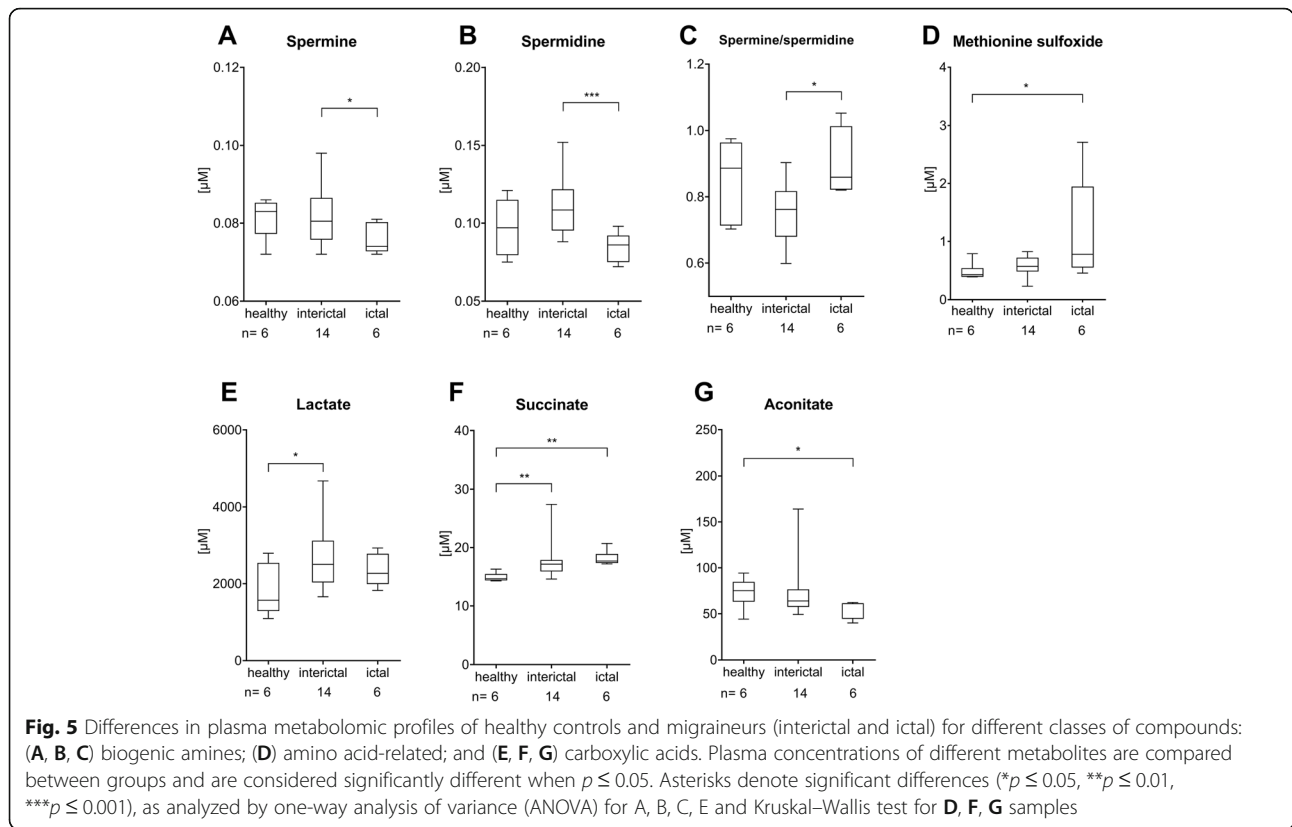 A Spermine
0.12
0.10
0.08
0.06
[µM]
*
healthy interictal ictal
n= 6 14 6
B Spermidine
0.20
0.15
0.10
0.05
[µM]
***
healthy interictal ictal
n= 6 14 6
C Spermine/spermidine
1.2
1.0
0.8
0.6
[µM]
*
healthy interictal ictal
n= 6 14 6
D Methionine sulfoxide
4
3
2
1
0
[µM]
*
healthy interictal ictal
n= 6 14 6
E Lactate
6000
4000
2000
0
[µM]
*
healthy interictal ictal
n= 6 14 6
F Succinate
40
30
20
10
0
[µM]
**
**
healthy interictal ictal
n= 6 14 6
G Aconitate
250
200
150
100
50
0
[µM]
*
healthy interictal ictal
n= 6 14 6
Fig. 5 Differences in plasma metabolomic profiles of healthy controls and migraineurs (interictal and ictal) for different classes of compounds:
(A, B, C) biogenic amines; (D) amino acid-related; and (E, F, G) carboxylic acids. Plasma concentrations of different metabolites are compared
between groups and are considered significantly different when p ≤ 0.05. Asterisks denote significant differences (*p ≤ 0.05, **p ≤ 0.01,
***p ≤ 0.001), as analyzed by one-way analysis of variance (ANOVA) for A, B, C, E and Kruskal–Wallis test for D, F, G samples